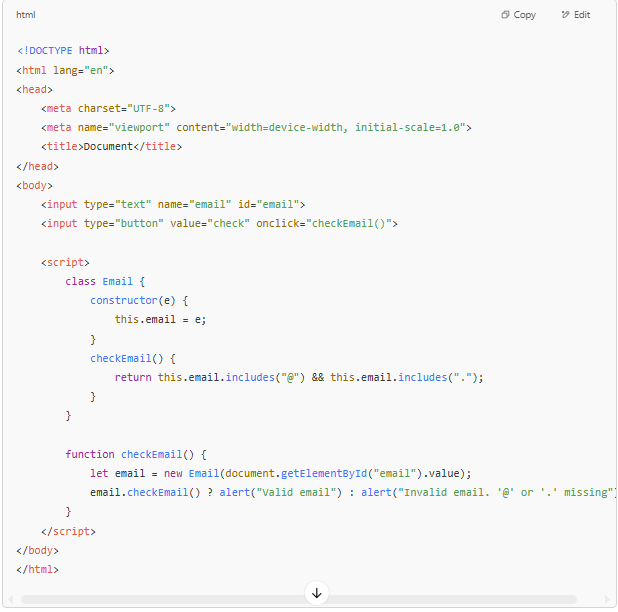 html
Copy
Edit
<!DOCTYPE html>
<html lang="en">
<head>
    <meta charset="UTF-8">
    <meta name="viewport" content="width=device-width, initial-scale=1.0">
    <title>Document</title>
</head>
<body>
    <input type="text" name="email" id="email">
    <input type="button" value="check" onclick="checkEmail()">
    <script>
        class Email {
            constructor(e) {
                this.email = e;
            }
            checkEmail() {
                return this.email.includes("@") && this.email.includes(".");
            }
        }
        function checkEmail() {
            let email = new Email(document.getElementById("email").value);
            email.checkEmail() ? alert("Valid email") : alert("Invalid email. '@' or '.' missing")
        }
    </script>
</body>
</html>